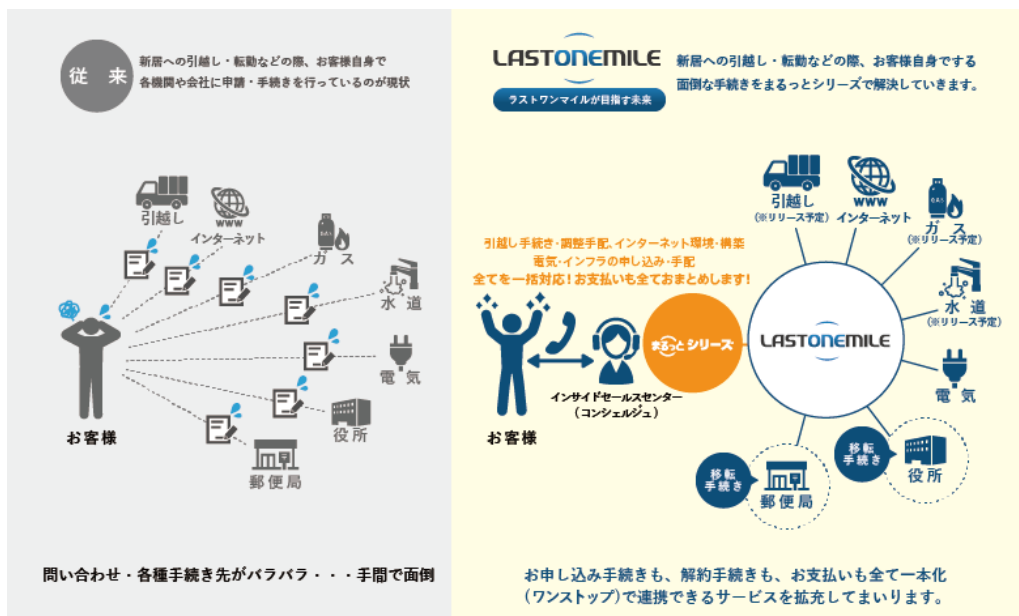 従 来
新居への引越し・転勤などの際、お客様自身で
各機関や会社に申請・手続きを行っているのが現状
引越し
WWW
インターネット
GAS
ガス
水道
電気
役所
郵便局
お客様
問い合わせ・各種手続き先がバラバラ・・・手間で面倒
LASTONEMILE
ラストワンマイルが目指す未来
新居への引越し・転勤などの際、お客様自身でする
面倒な手続きをまるっとシリーズで解決していきます。
引越し手続き・調整手配、インターネット環境・構築
電気・インフラの申し込み・手配
全てを一括対応!お支払いも全ておまとめします!
引越し
(※リリース予定)
WWW
インターネット
GAS
ガス
(※リリース予定)
水道
(※リリース予定)
電気
まるっとシリーズ
LASTONEMILE
インサイドセールスセンター
(コンシェルジュ)
お客様
移転
手続き
役所
移転
手続き
郵便局
お申し込み手続きも、解約手続きも、お支払いも全て一本化
(ワンストップ)で連携できるサービスを拡充してまいります。